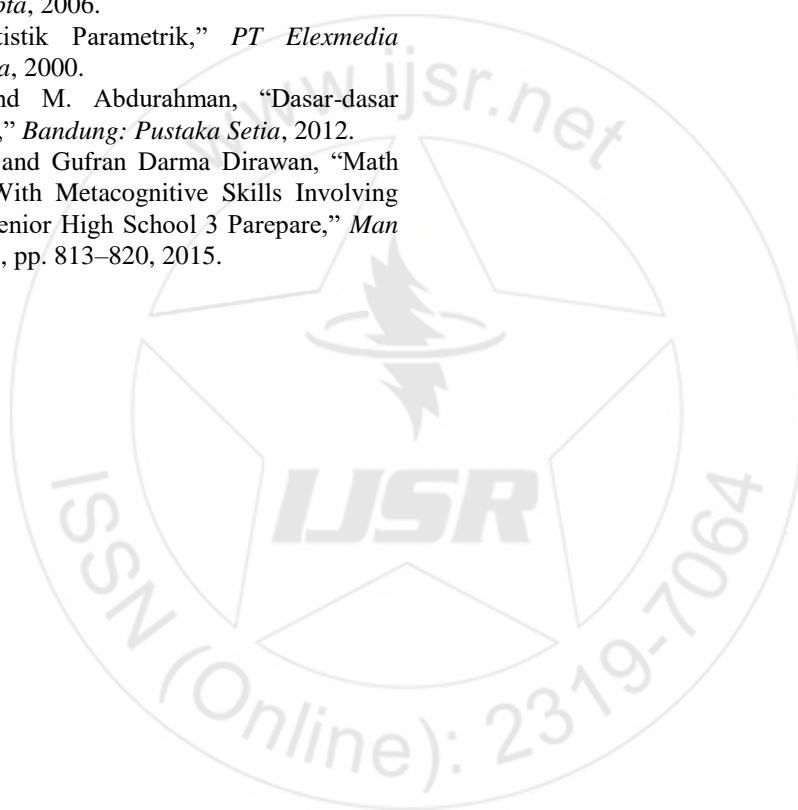 2006.
tistik Parametrik,” PT Elexmedia
2000.
nd M. Abdurahman, “Dasar-dasar
,” Bandung: Pustaka Setia, 2012.
and Gufran Darma Dirawan, “Math
With Metacognitive Skills Involving
enior High School 3 Parepare,” Man
, pp. 813–820, 2015.
www.ijsr.net
IJSR
ISSN (Online): 2319-7064